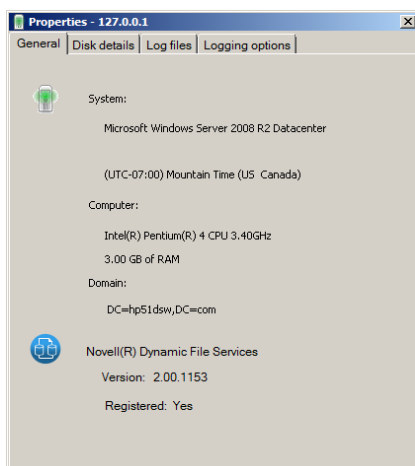 Properties - 127.0.0.1
General Disk details Log files Logging options
System:
Microsoft Windows Server 2008 R2 Datacenter
(UTC-07:00) Mountain Time (US Canada)
Computer:
Intel(R) Pentium(R) 4 CPU 3.40GHz
3.00 GB of RAM
Domain:
DC=hp51dsw,DC=com
Novell(R) Dynamic File Services
Version: 2.00.1153
Registered: Yes